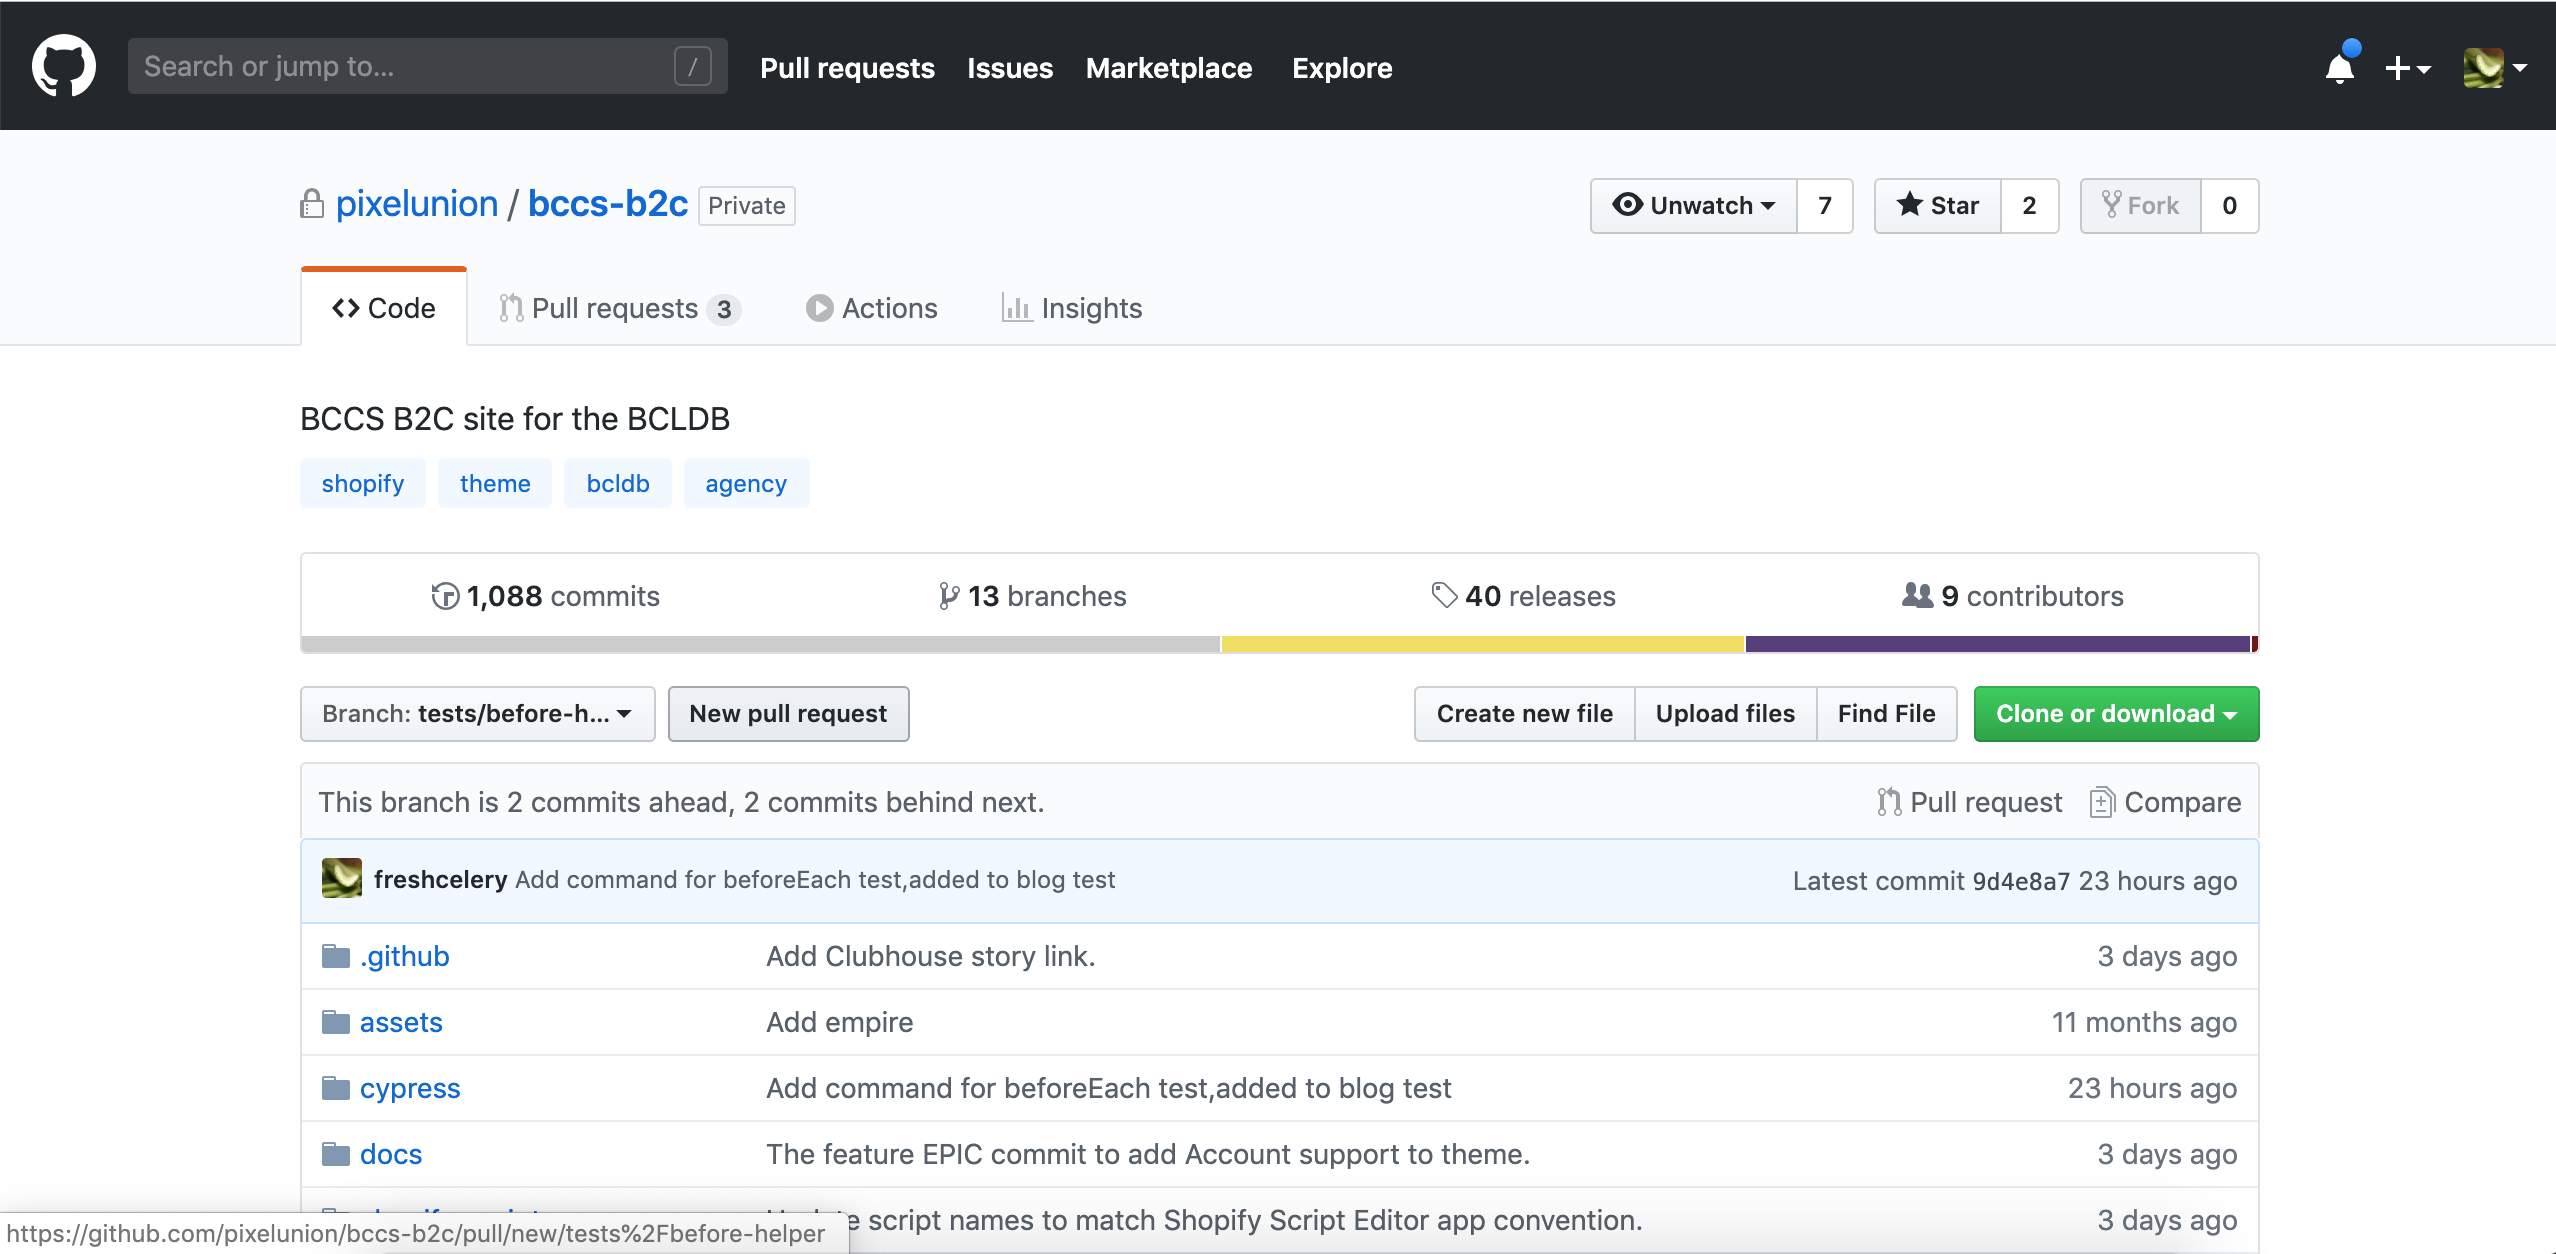 Search or jump to... / Pull requests Issues Marketplace Explore
pixelunion / bccs-b2c Private Unwatch 7 Star 2 Fork 0
Code Pull requests 3 Actions Insights
BCCS B2C site for the BCLDB
shopify theme bcldb agency
1,088 commits 13 branches 40 releases 9 contributors
Branch: tests/before-h... New pull request Create new file Upload files Find File Clone or download
This branch is 2 commits ahead, 2 commits behind next. Pull request Compare
freshcelery Add command for beforeEach test,added to blog test Latest commit 9d4e8a7 23 hours ago
.github Add Clubhouse story link. 3 days ago
assets Add empire 11 months ago
cypress Add command for beforeEach test,added to blog test 23 hours ago
docs The feature EPIC commit to add Account support to theme. 3 days ago
script names to match Shopify Script Editor app convention. 3 days ago
https://github.com/pixelunion/bccs-b2c/pull/new/tests%2Fbefore-helper